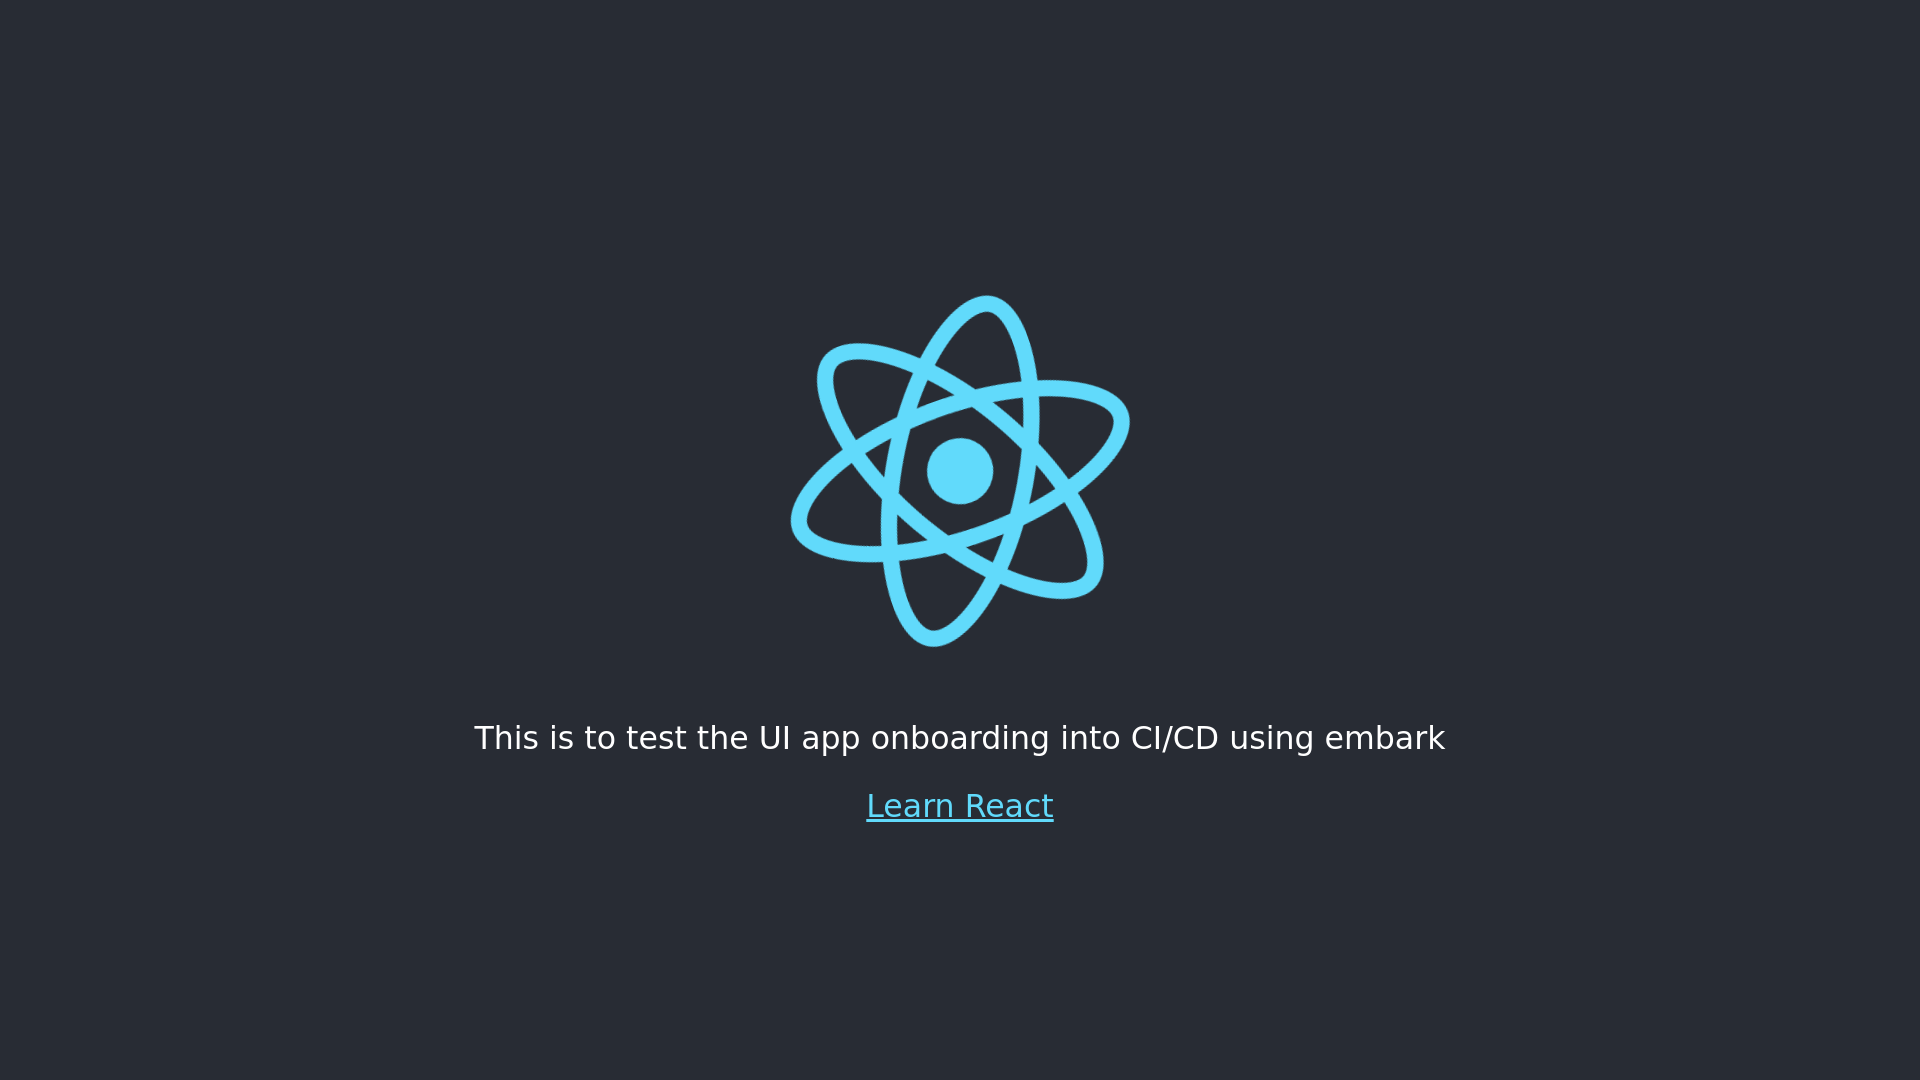 This is to test the UI app onboarding into CI/CD using embark
Learn React